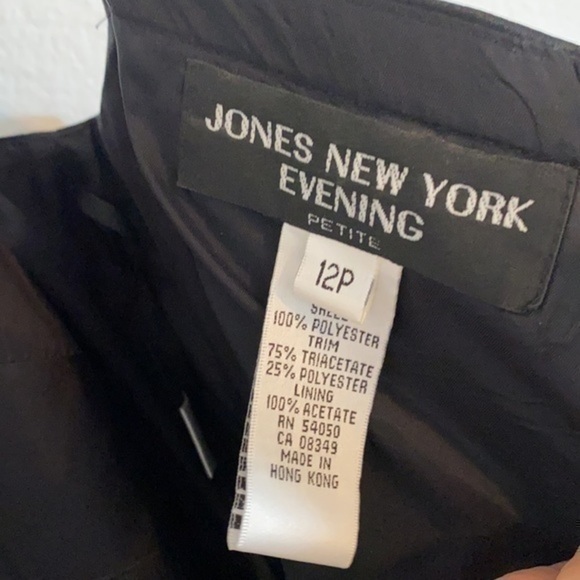 JONES NEW YORK
EVENING
PETITE
12P
SHELL
100% POLYESTER
TRIM
75% TRIACETATE
25% POLYESTER
LINING
100% ACETATE
RN 54050
CA 08349
MADE IN
HONG KONG